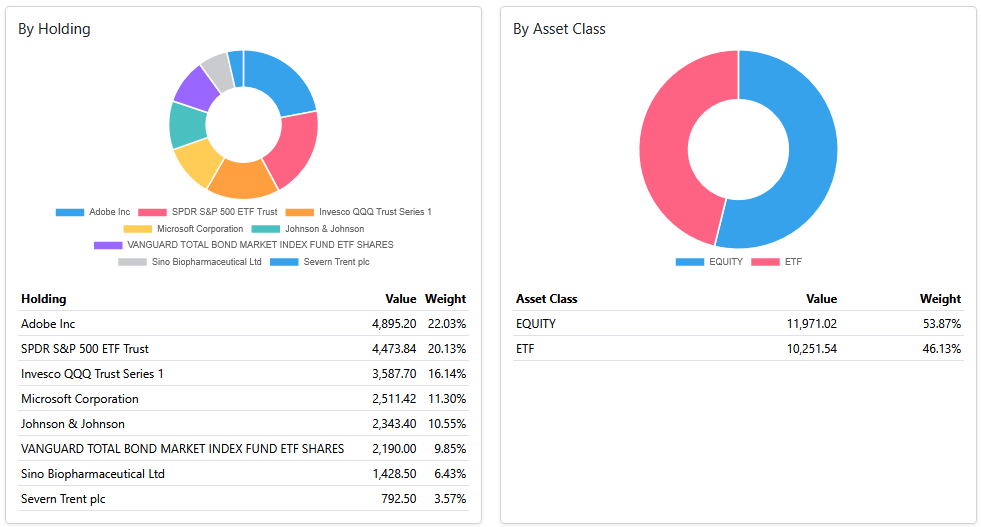 By Holding
Adobe Inc SPDR S&P 500 ETF Trust Invesco QQQ Trust Series 1
Microsoft Corporation Johnson & Johnson
VANGUARD TOTAL BOND MARKET INDEX FUND ETF SHARES
Sino Biopharmaceutical Ltd Severn Trent plc
Holding Value Weight
Adobe Inc 4,895.20 22.03%
SPDR S&P 500 ETF Trust 4,473.84 20.13%
Invesco QQQ Trust Series 1 3,587.70 16.14%
Microsoft Corporation 2,511.42 11.30%
Johnson & Johnson 2,343.40 10.55%
VANGUARD TOTAL BOND MARKET INDEX FUND ETF SHARES 2,190.00 9.85%
Sino Biopharmaceutical Ltd 1,428.50 6.43%
Severn Trent plc 792.50 3.57%
By Asset Class
EQUITY ETF
Asset Class Value Weight
EQUITY 11,971.02 53.87%
ETF 10,251.54 46.13%